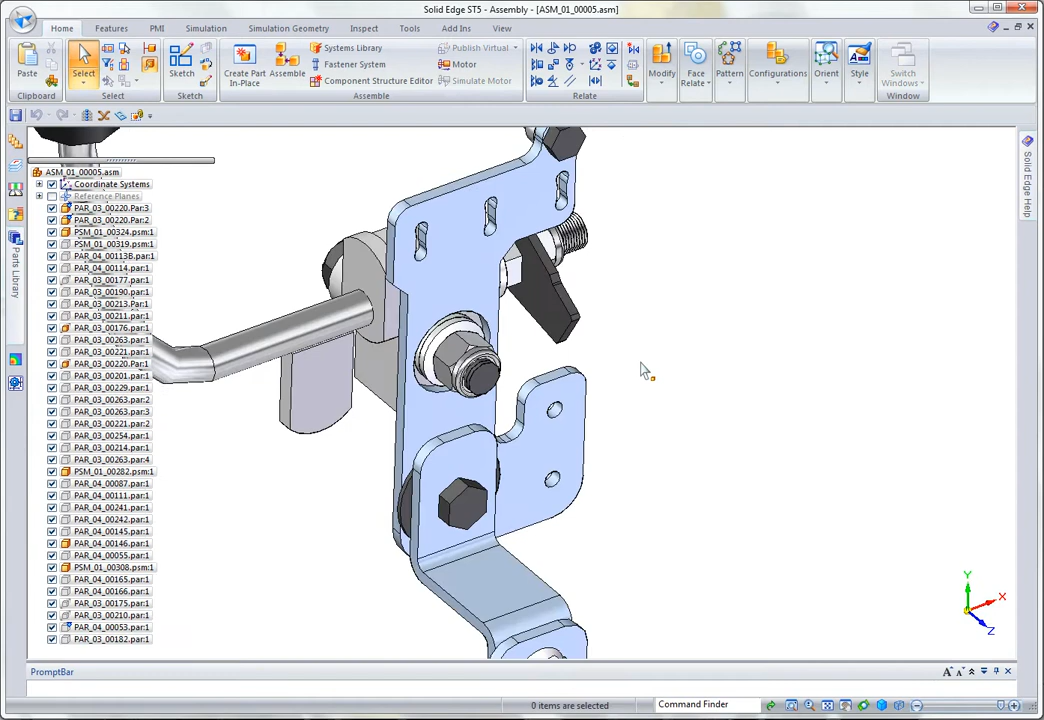 Solid Edge ST5 - Assembly - [ASM_01_00005.asm]
Home Features PMI Simulation Simulation Geometry Inspect Tools Add Ins View
Paste
Clipboard
Select
Select
Sketch
Sketch
Create Part In-Place
Assemble
Systems Library
Fastener System
Component Structure Editor
Publish Virtual
Motor
Simulate Motor
Assemble
Relate
Modify
Face Relate
Pattern
Configurations
Orient
Style
Switch Windows
Window
Parts Library
Solid Edge Help
ASM_01_00005.asm
Coordinate Systems
Reference Planes
PAR_03_00220.Par:3
PAR_03_00220.Par:2
PSM_01_00324.psm:1
PSM_01_00319.psm:1
PAR_04_00113B.par:1
PAR_04_00114.par:1
PAR_03_00177.par:1
PAR_03_00190.par:1
PAR_03_00213.Par:1
PAR_03_00211.par:1
PAR_03_00176.par:1
PAR_03_00263.par:1
PAR_03_00221.par:1
PAR_03_00220.Par:1
PAR_03_00201.par:1
PAR_03_00229.par:1
PAR_03_00263.par:2
PAR_03_00263.par:3
PAR_03_00221.par:2
PAR_03_00254.par:1
PAR_03_00214.par:1
PAR_03_00263.par:4
PSM_01_00282.psm:1
PAR_04_00087.par:1
PAR_04_00111.par:1
PAR_04_00241.par:1
PAR_04_00242.par:1
PAR_04_00145.par:1
PAR_04_00146.par:1
PAR_04_00055.par:1
PSM_01_00308.psm:1
PAR_04_00165.par:1
PAR_04_00166.par:1
PAR_03_00175.par:1
PAR_03_00210.par:1
PAR_04_00053.par:1
PAR_03_00182.par:1
Y
X
Z
PromptBar
0 items are selected
Command Finder